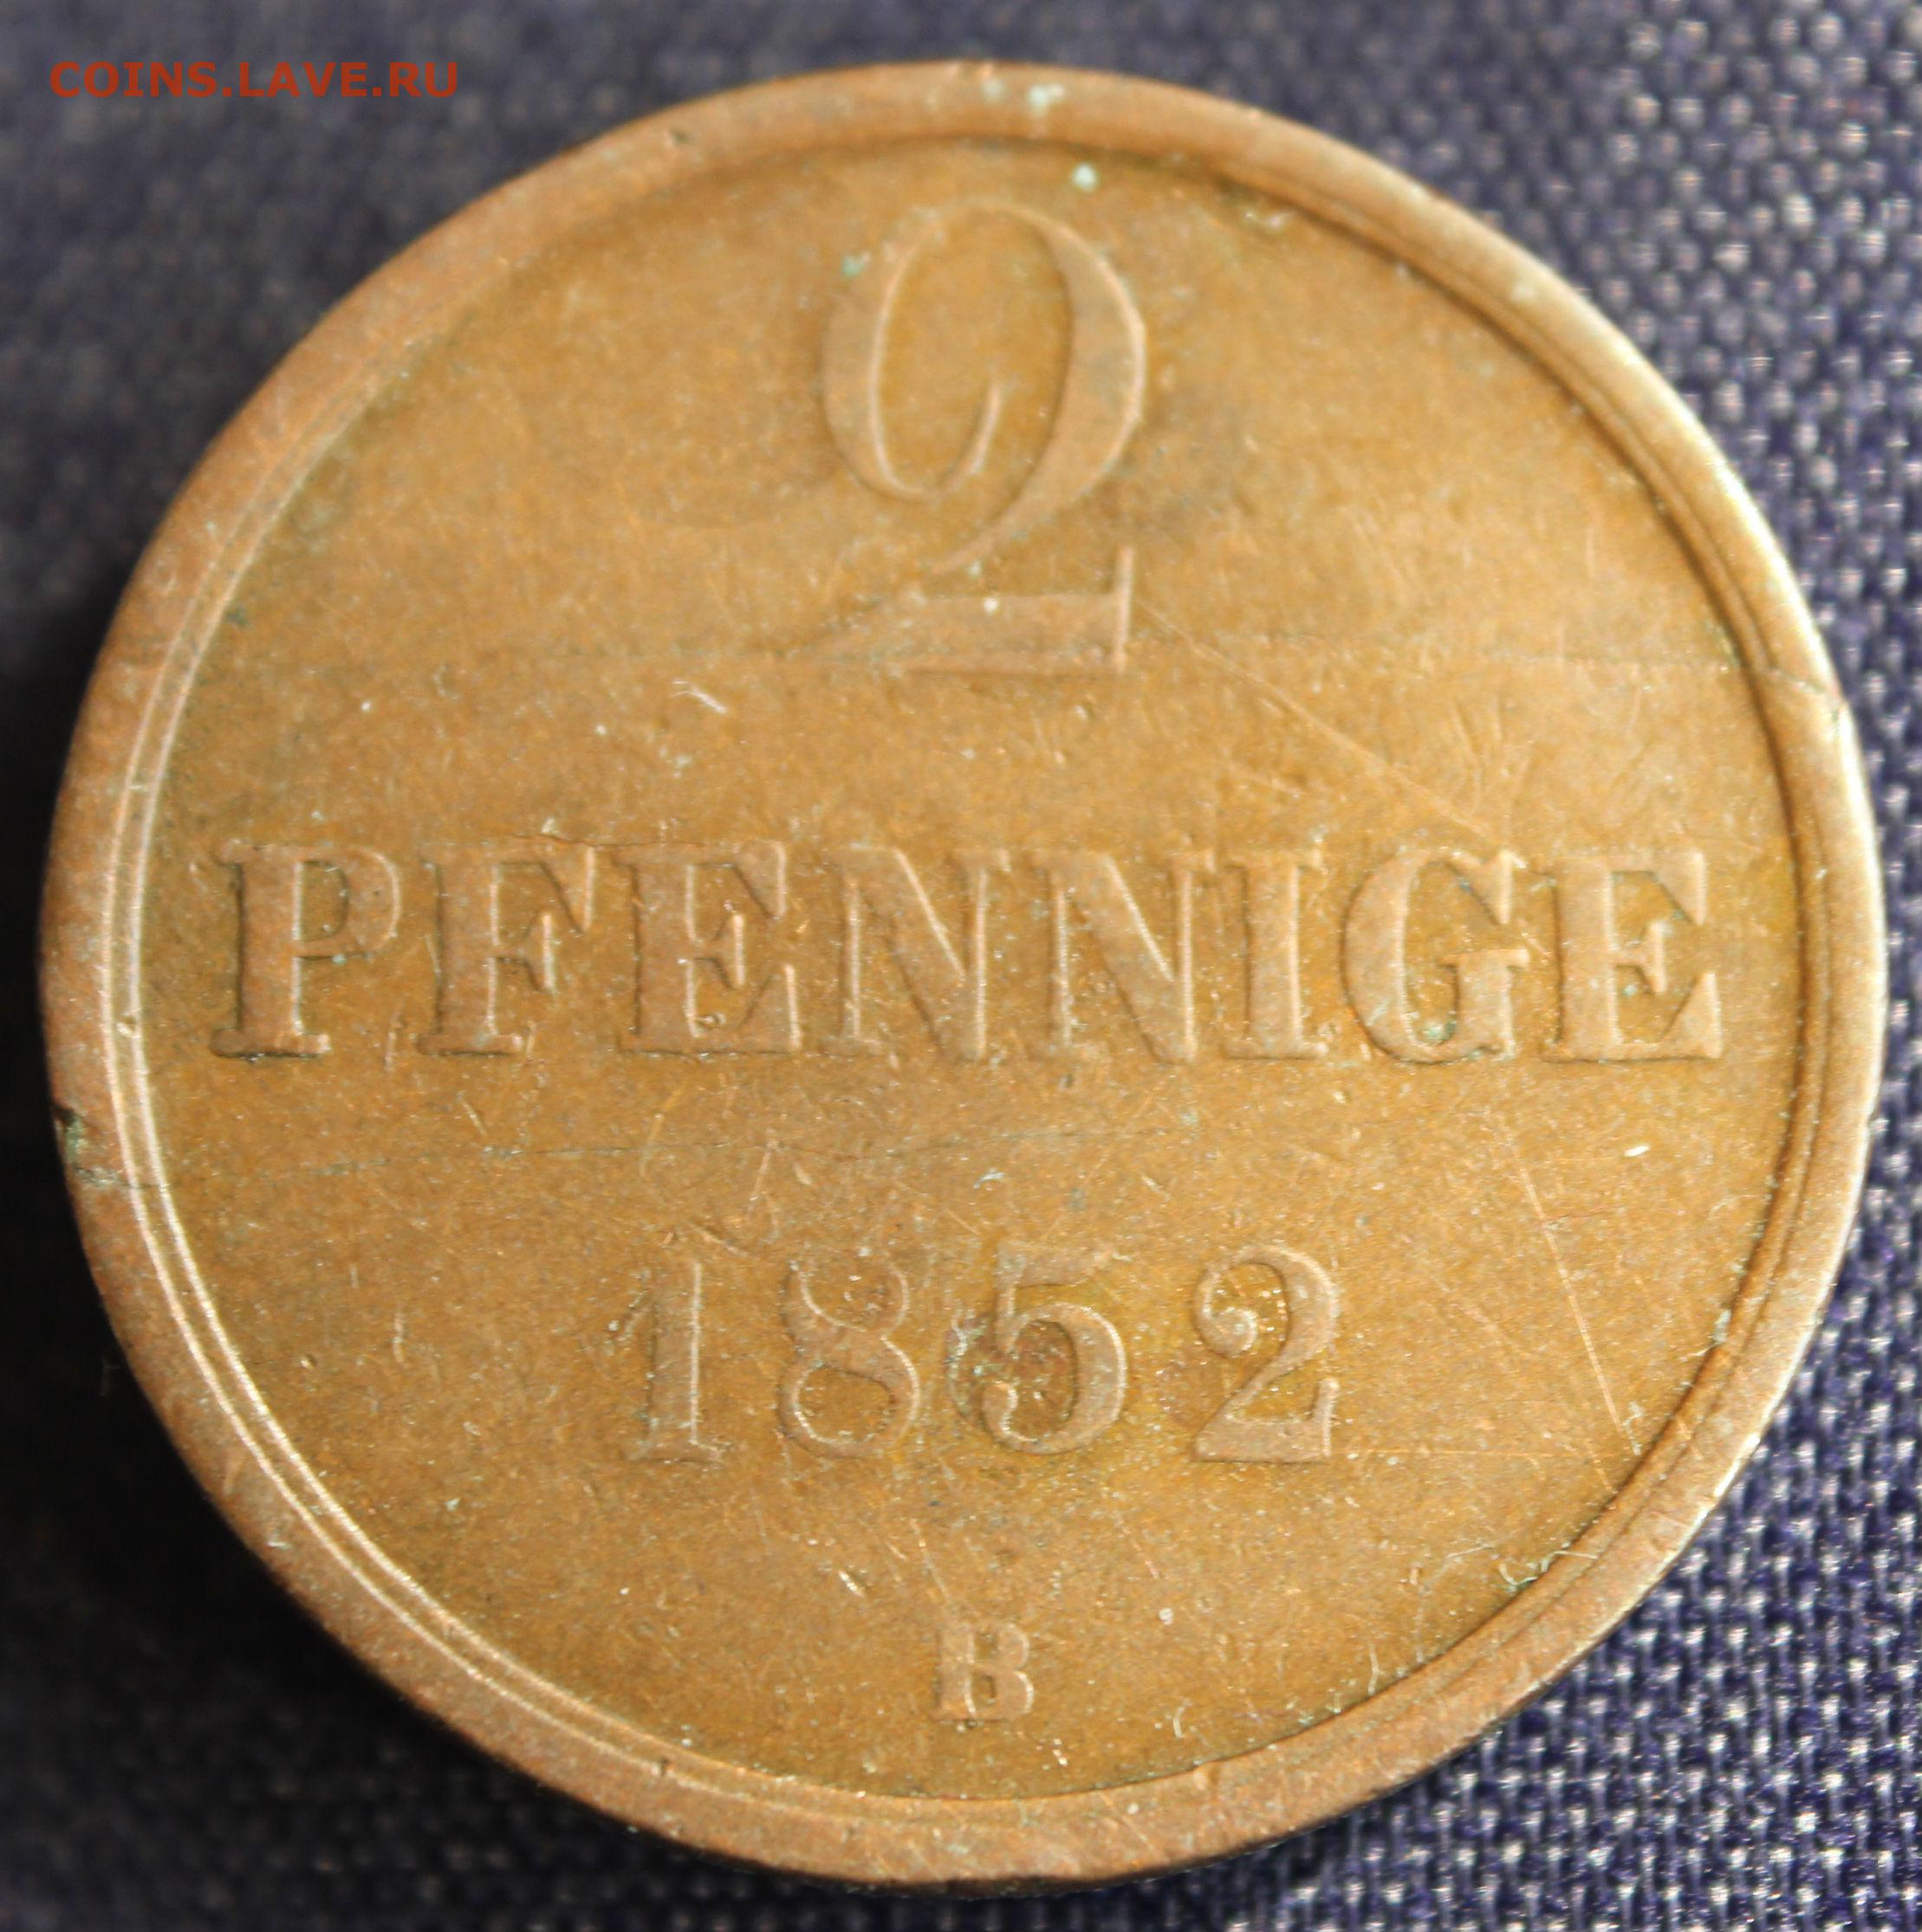 COINS.LAVE.RU
2
PFENNIGE
1852
B